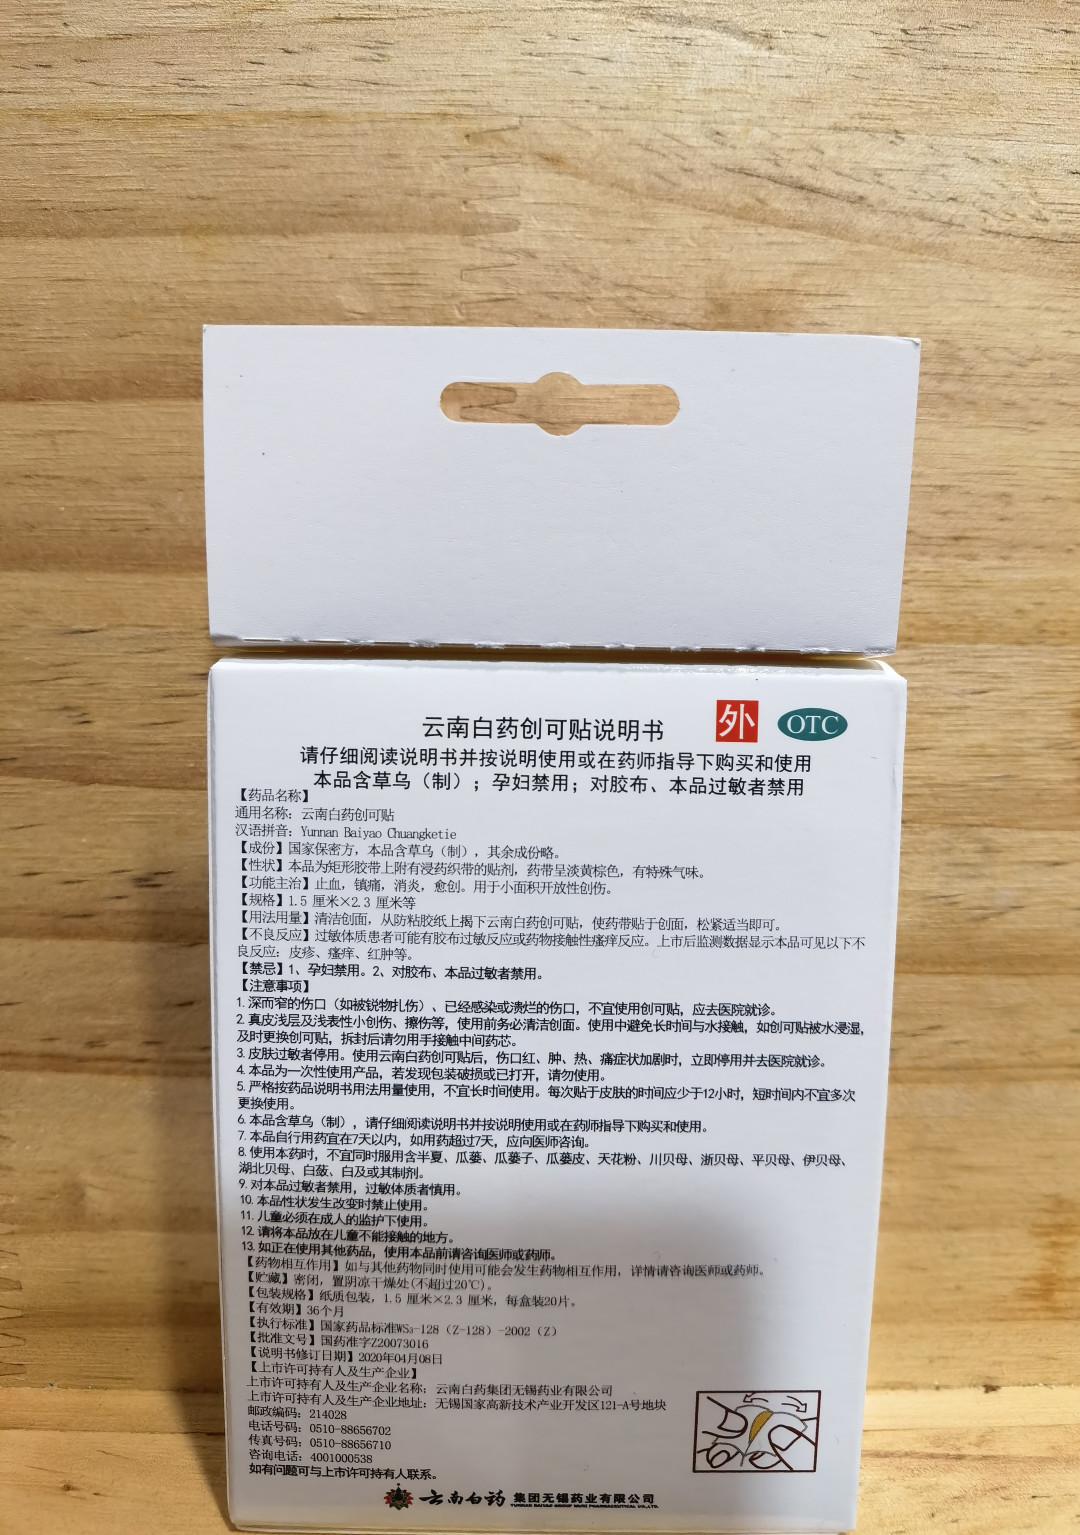 云南白药创可贴说明书
外
OTC
请仔细阅读说明书并按说明使用或在药师指导下购买和使用
本品含草乌（制）；孕妇禁用；对胶布、本品过敏者禁用
【药品名称】
通用名称：云南白药创可贴
汉语拼音：Yunnan Baiyao Chuangketie
【成份】国家保密方，本品含草乌（制），其余成份略。
【性状】本品为矩形胶带上附有浸药织带的贴剂，药带呈淡黄棕色，有特殊气味。
【功能主治】止血，镇痛，消炎，愈创。用于小面积开放性创伤。
【规格】1.5 厘米×2.3 厘米等
【用法用量】清洁创面，从防粘胶纸上揭下云南白药创可贴，使药带贴于创面，松紧适当即可。
【不良反应】过敏体质患者可能有胶布过敏反应或药物接触性瘙痒反应。上市后监测数据显示本品可见以下不
良反应：皮疹、瘙痒、红肿等。
【禁忌】1、孕妇禁用。2、对胶布、本品过敏者禁用。
【注意事项】
1. 深而窄的伤口（如被锐物扎伤）、已经感染或溃烂的伤口，不宜使用创可贴，应去医院就诊。
2. 真皮浅层及浅表性小创伤、擦伤等，使用前务必清洁创面。使用中避免长时间与水接触，如创可贴被水浸湿，
及时更换创可贴，拆封后请勿用手接触中间药芯。
3. 皮肤过敏者停用。使用云南白药创可贴后，伤口红、肿、热、痛症状加剧时，立即停用并去医院就诊。
4. 本品为一次性使用产品，若发现包装破损或已打开，请勿使用。
5. 严格按药品说明书用法用量使用，不宜长时间使用。每次贴于皮肤的时间应少于12小时，短时间内不宜多次
更换使用。
6. 本品含草乌（制），请仔细阅读说明书并按说明使用或在药师指导下购买和使用。
7. 本品自行用药宜在7天以内，如用药超过7天，应向医师咨询。
8. 使用本药时，不宜同时服用含半夏、瓜蒌、瓜蒌子、瓜蒌皮、天花粉、川贝母、浙贝母、平贝母、伊贝母、
湖北贝母、白蔹、白及或其制剂。
9. 对本品过敏者禁用，过敏体质者慎用。
10. 本品性状发生改变时禁止使用。
11. 儿童必须在成人的监护下使用。
12. 请将本品放在儿童不能接触的地方。
13. 如正在使用其他药品，使用本品前请咨询医师或药师。
【药物相互作用】如与其他药物同时使用可能会发生药物相互作用，详情请咨询医师或药师。
【贮藏】密闭，置阴凉干燥处(不超过20℃)。
【包装规格】纸质包装，1.5 厘米×2.3 厘米，每盒装20片。
【有效期】36个月
【执行标准】国家药品标准WS₃-128（Z-128）-2002（Z）
【批准文号】国药准字Z20073016
【说明书修订日期】2020年04月08日
【上市许可持有人及生产企业】
上市许可持有人及生产企业名称：云南白药集团无锡药业有限公司
上市许可持有人及生产企业地址：无锡国家高新技术产业开发区121-A号地块
邮政编码：214028
电话号码：0510-88656702
传真号码：0510-88656710
咨询电话：4001000538
如有问题可与上市许可持有人联系。
云南白药 集团无锡药业有限公司
YUNNAN BAIYAO GROUP WUXI PHARMACEUTICAL CO.,LTD.